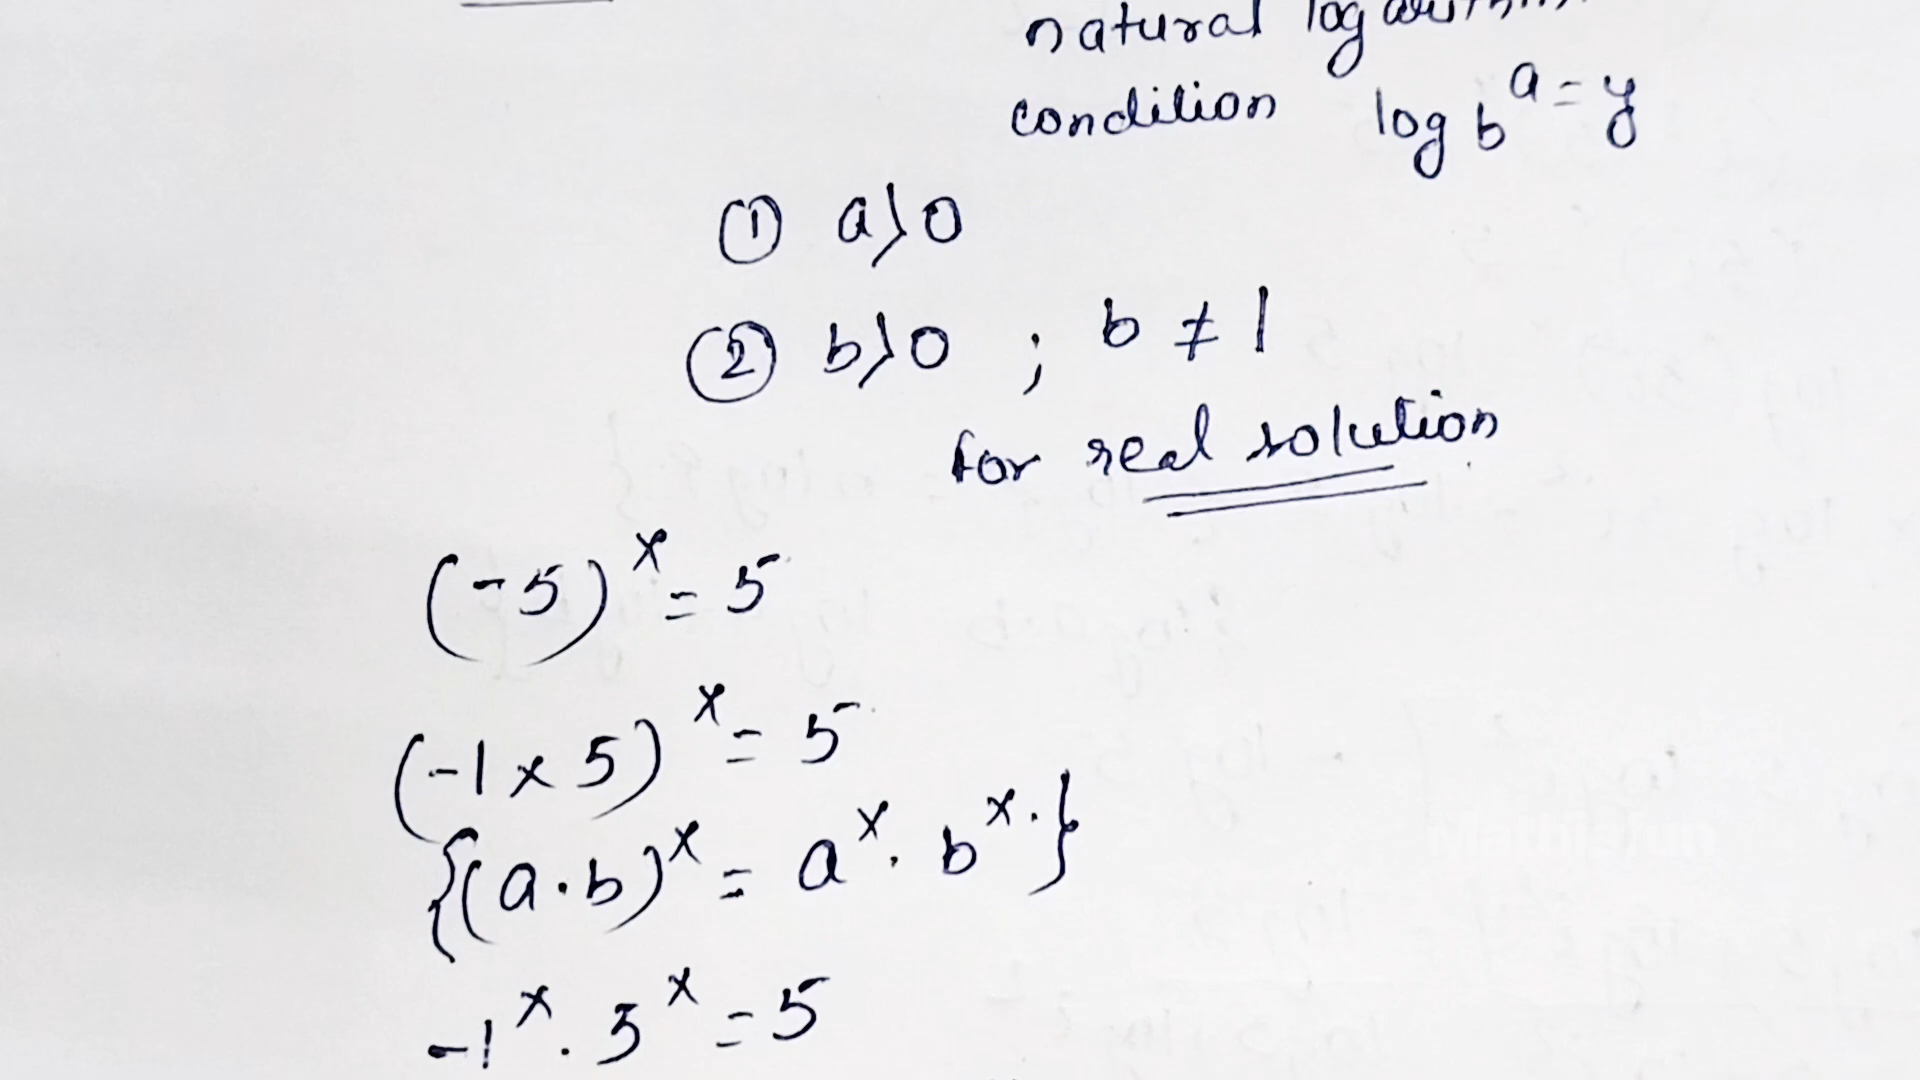 natural logarithm
condition log b^a = y
① a>0
② b>0 ; b ≠ 1
for real solution
(-5)^x = 5
(-1 × 5)^x = 5
{(a·b)^x = a^x · b^x.}
-1^x . 5^x = 5